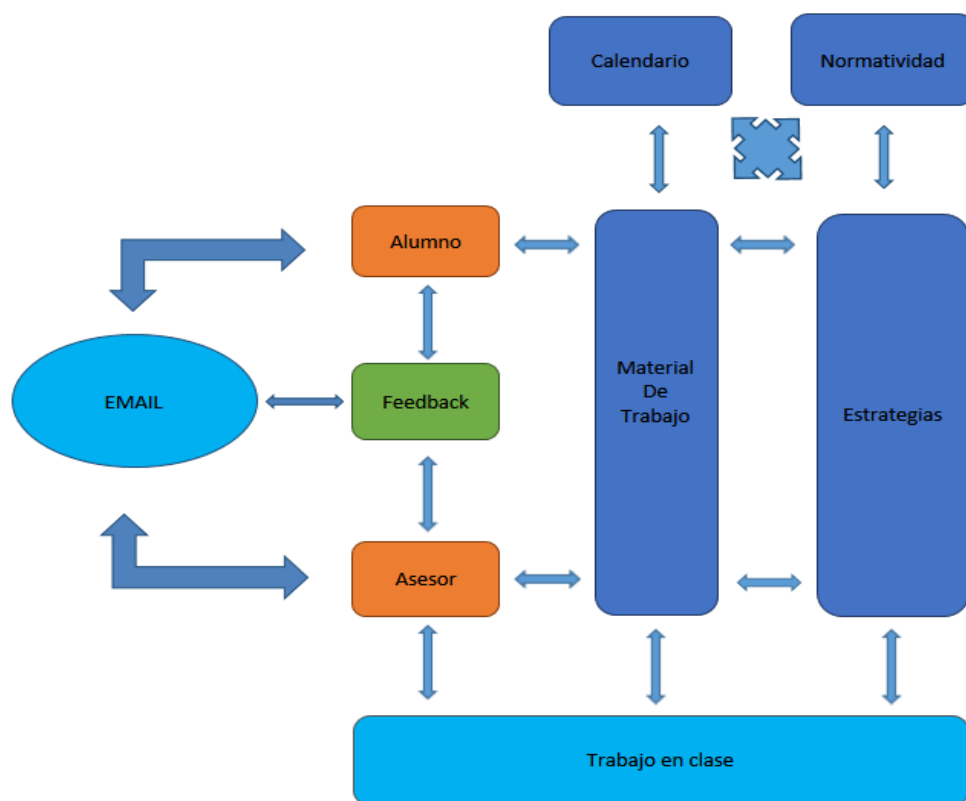 Calendario
Normatividad
Alumno
EMAIL
Feedback
Material
De
Trabajo
Estrategias
Asesor
Trabajo en clase